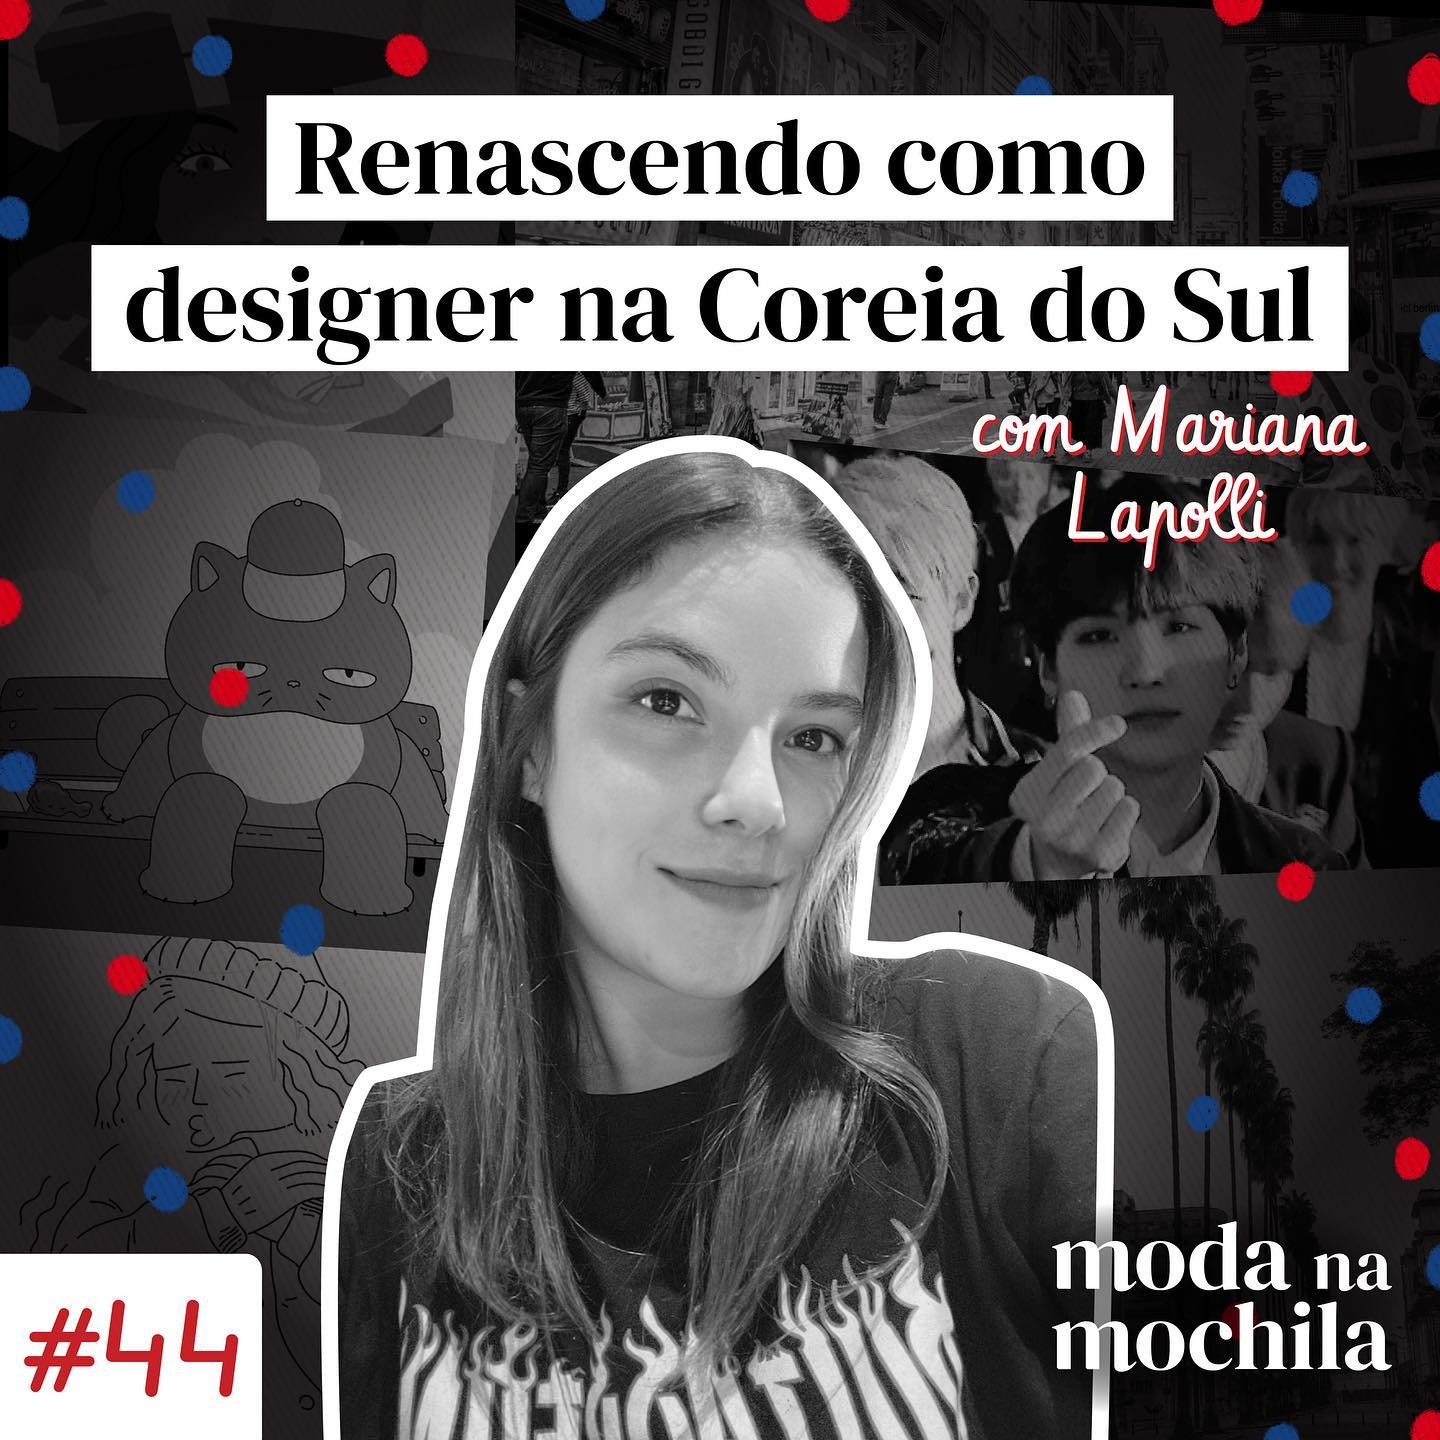 Renascendo como
designer na Coreia do Sul
com Mariana
Lapolli
#44
moda na
mochila